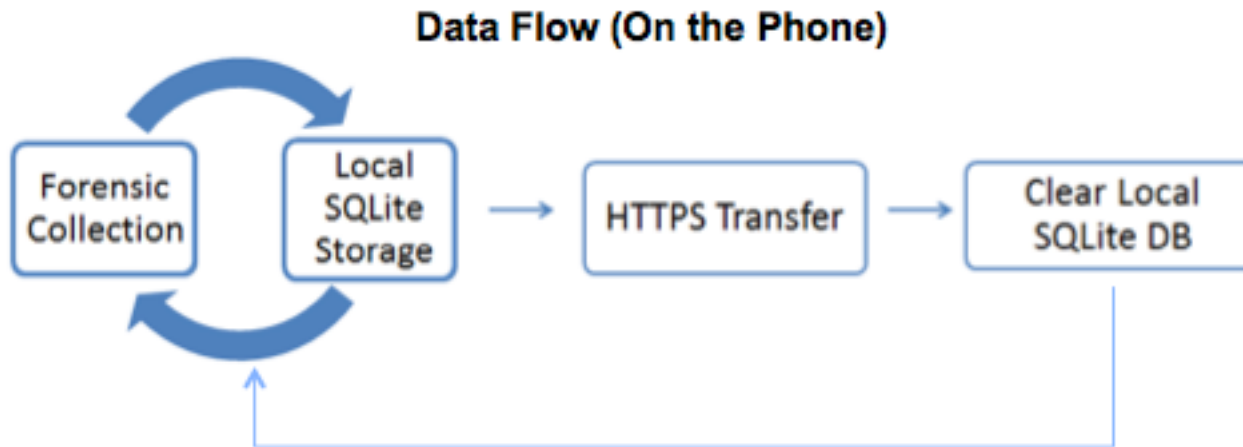 Data Flow (On the Phone)
Forensic
Collection
Local
SQLite
Storage
HTTPS Transfer
Clear Local
SQLite DB